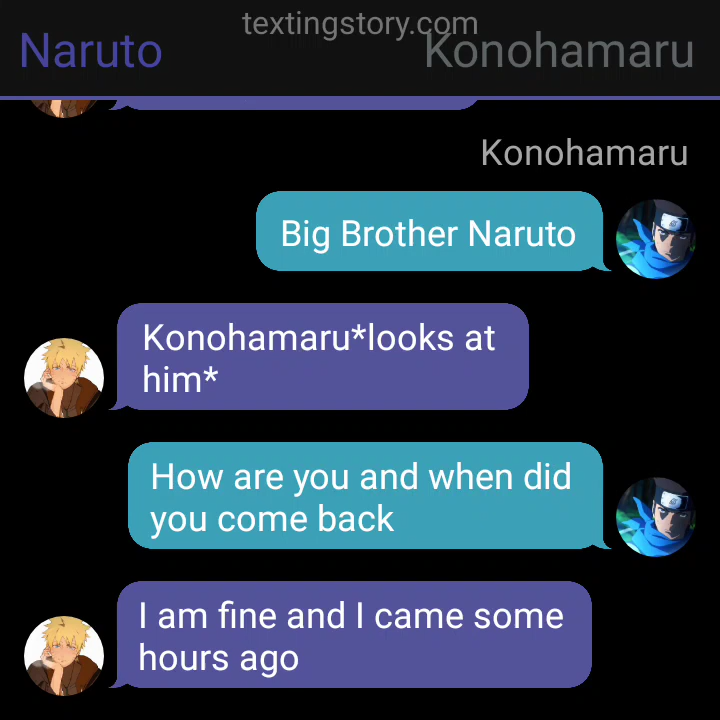 textingstory.com
Naruto
Konohamaru
Konohamaru
Big Brother Naruto
Konohamaru*looks at
him*
How are you and when did
you come back
I am fine and I came some
hours ago